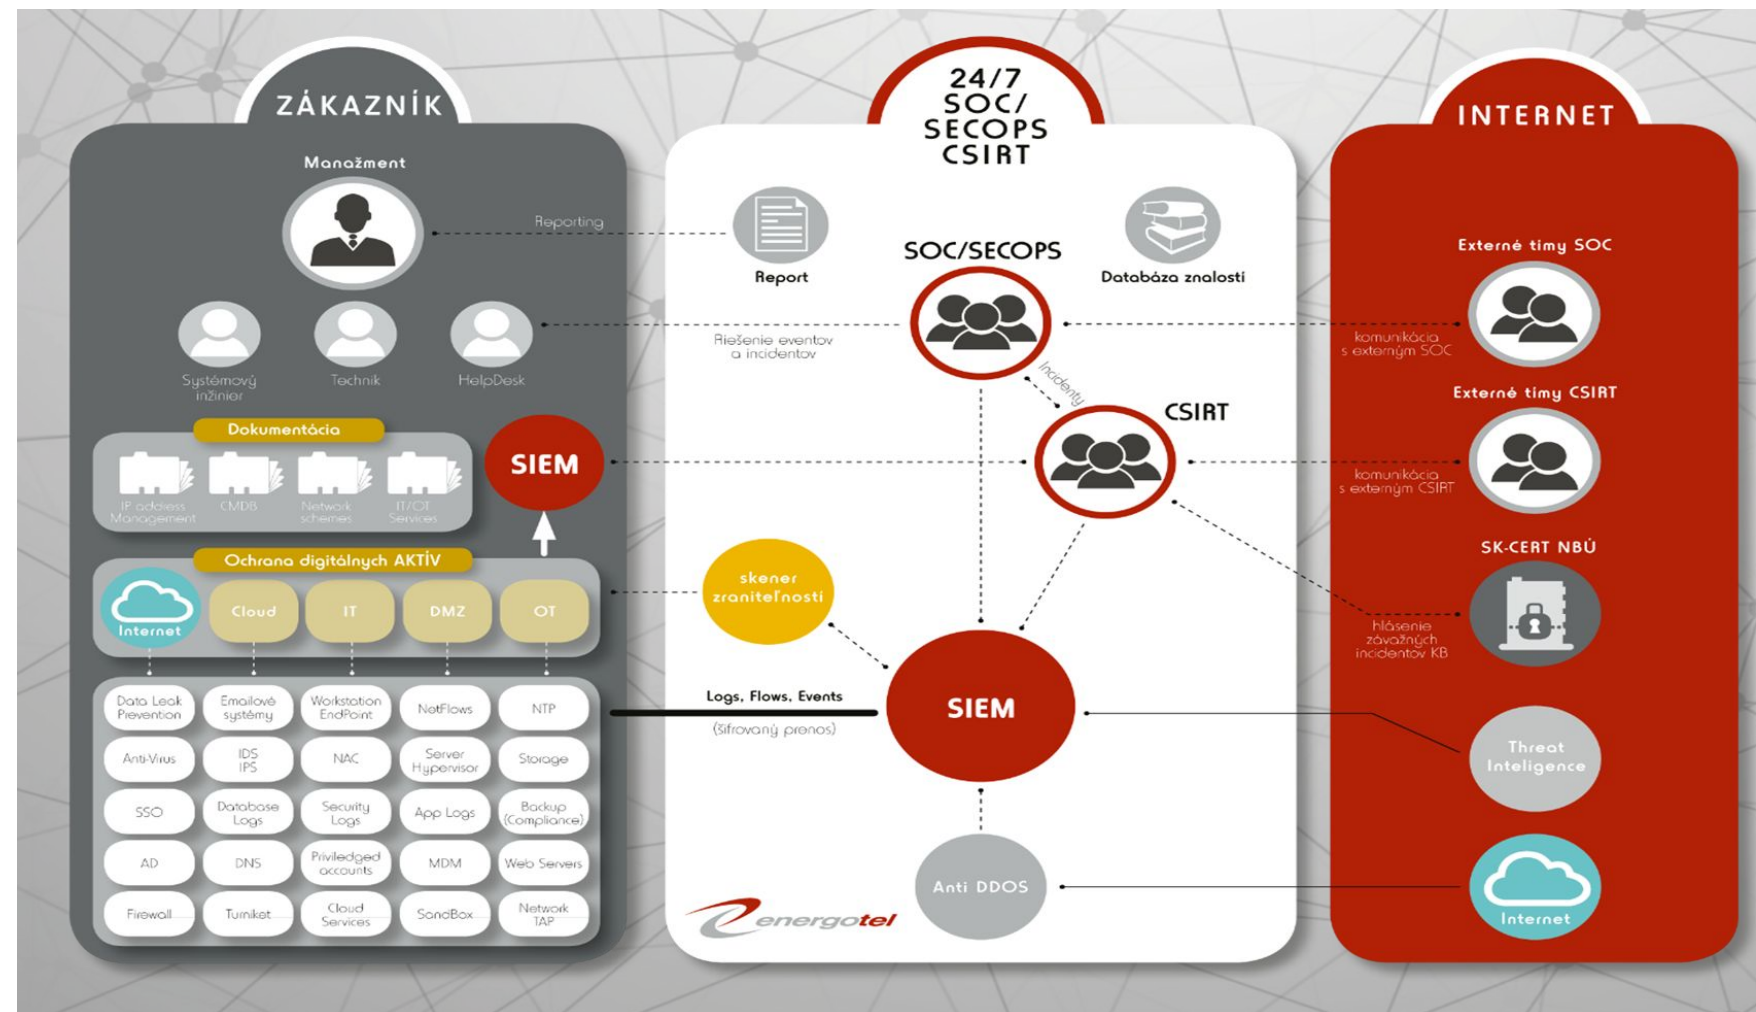 ZÁKAZNÍK
Manažment
Reporting
Systémový
inžinier
Technik
HelpDesk
Dokumentácia
IP address
Management
CMDB
Network
schemes
IT/OT
Services
SIEM
Ochrana digitálnych AKTÍV
Internet
Cloud
IT
DMZ
OT
Data Leak
Prevention
Emailové
systémy
Workstation
EndPoint
NetFlows
NTP
Anti-Virus
IDS
IPS
NAC
Server
Hypervisor
Storage
SSO
Database
Logs
Security
Logs
App Logs
Backup
(Compliance)
AD
DNS
Priviledged
accounts
MDM
Web Servers
Firewall
Turniket
Cloud
Services
SandBox
Network
TAP
24/7
SOC/
SECOPS
CSIRT
Report
SOC/SECOPS
Databáza znalostí
Riešenie eventov
a incidentov
Incidenty
CSIRT
skener
zraniteľností
Logs, Flows, Events
(šifrovaný prenos)
SIEM
Anti DDOS
energotel
INTERNET
Externé timy SOC
komunikácia
s externým SOC
Externé timy CSIRT
komunikácia
s externým CSIRT
SK-CERT NBÚ
hlásenie
závažných
incidentov KB
Threat
Inteligence
Internet